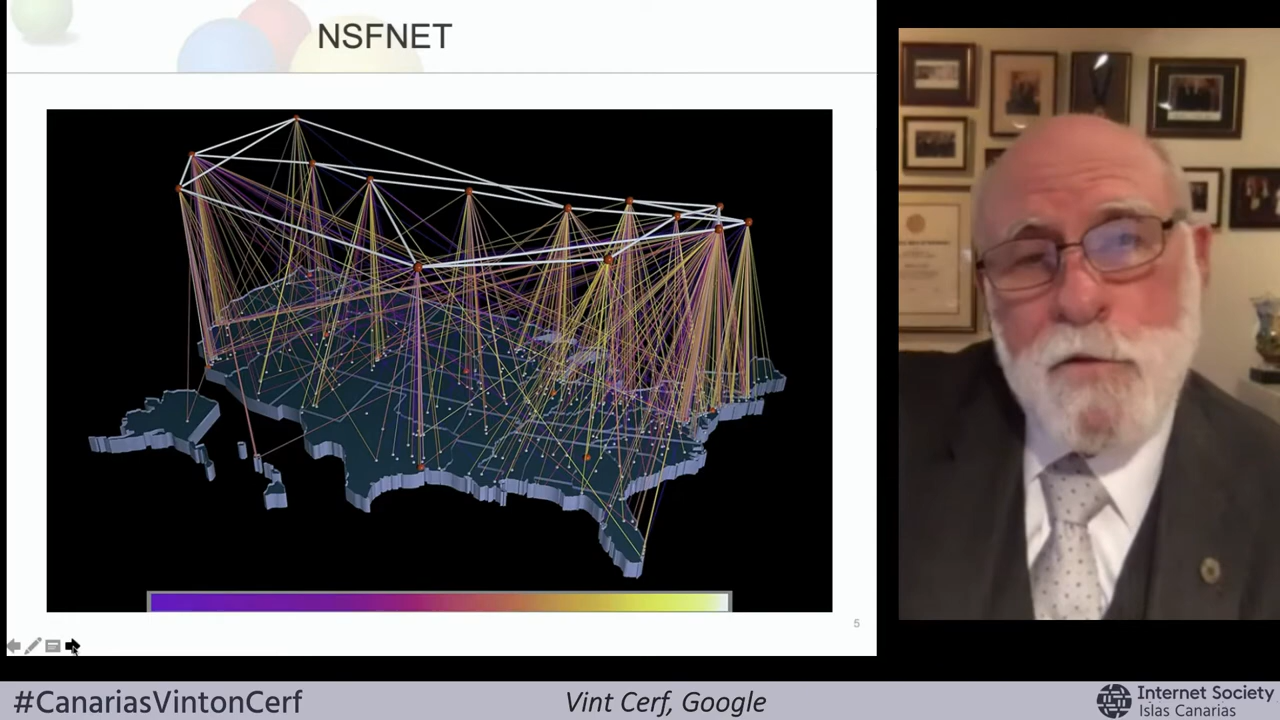 NSFNET
5
#CanariasVintonCerf
Vint Cerf, Google
Internet Society
Islas Canarias